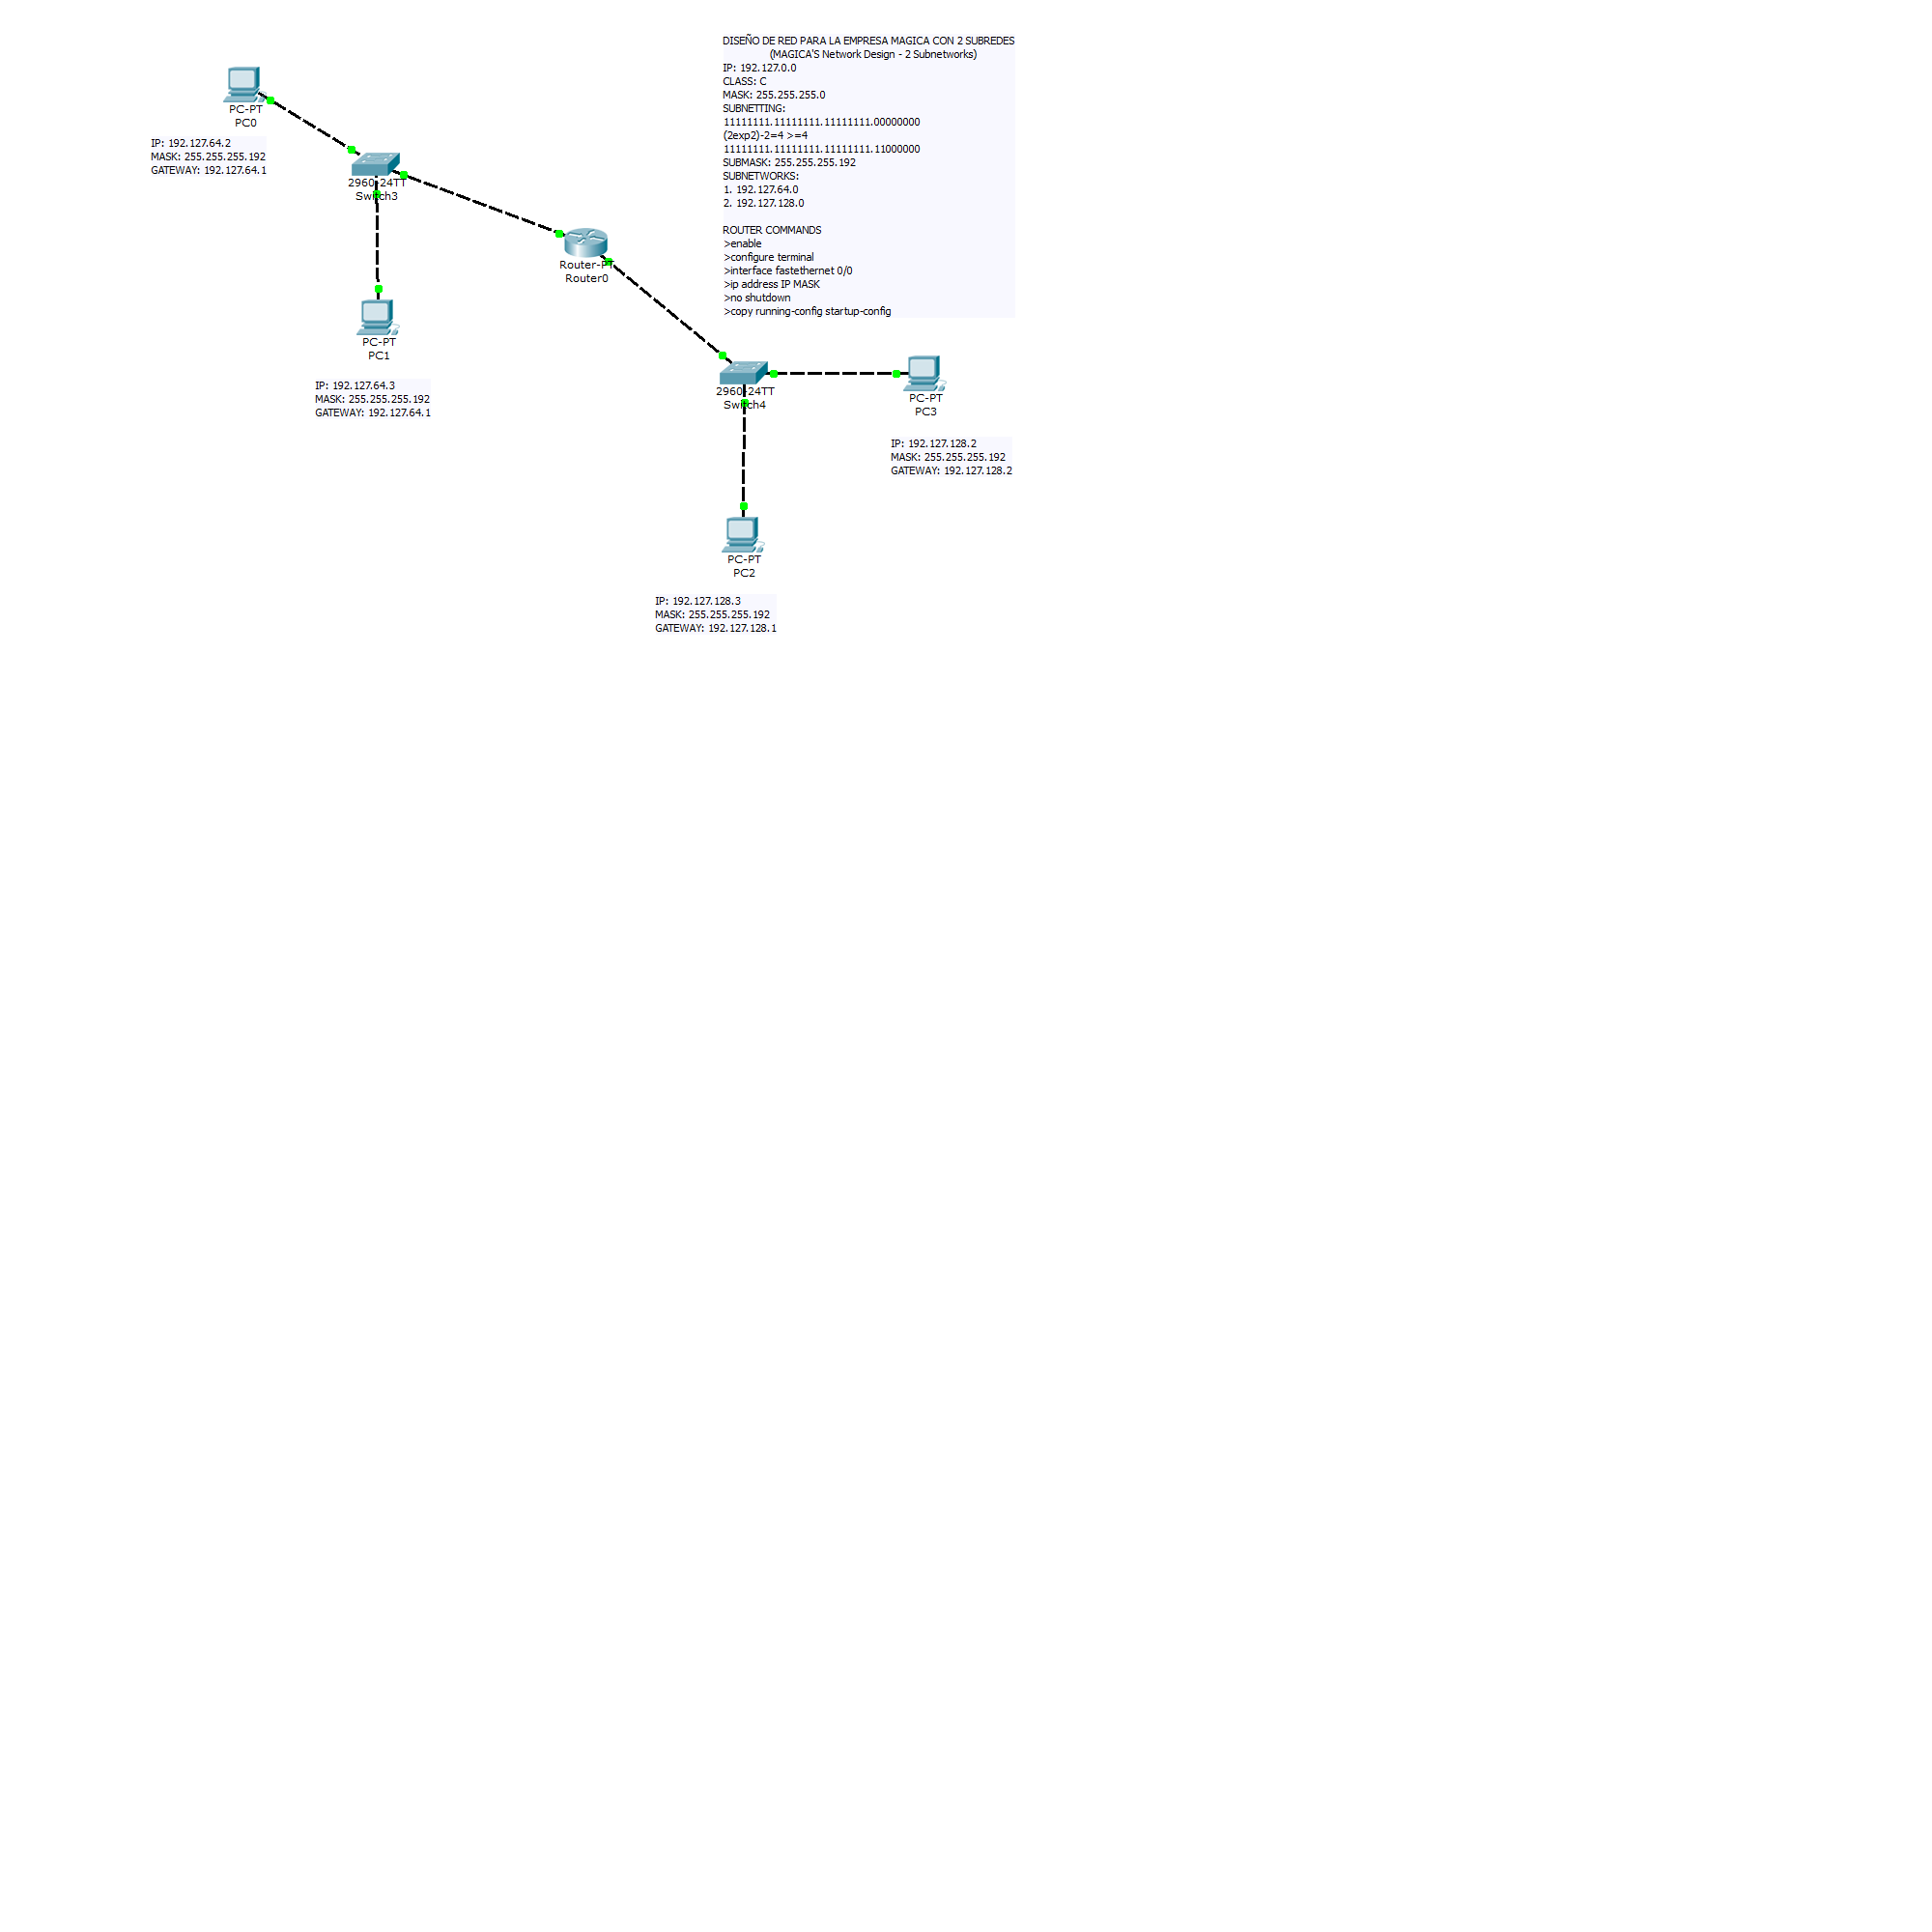 DISEÑO DE RED PARA LA EMPRESA MAGICA CON 2 SUBREDES
(MAGICA'S Network Design - 2 Subnetworks)
IP: 192.127.0.0
CLASS: C
MASK: 255.255.255.0
SUBNETTING:
11111111.11111111.11111111.00000000
(2exp2)-2=4 >=4
11111111.11111111.11111111.11000000
SUBMASK: 255.255.255.192
SUBNETWORKS:
1. 192.127.64.0
2. 192.127.128.0
ROUTER COMMANDS
>enable
>configure terminal
>interface fastethernet 0/0
>ip address IP MASK
>no shutdown
>copy running-config startup-config
PC-PT
PC0
IP: 192.127.64.2
MASK: 255.255.255.192
GATEWAY: 192.127.64.1
2960-24TT
Switch3
Router-PT
Router0
PC-PT
PC1
IP: 192.127.64.3
MASK: 255.255.255.192
GATEWAY: 192.127.64.1
2960-24TT
Switch4
PC-PT
PC3
IP: 192.127.128.2
MASK: 255.255.255.192
GATEWAY: 192.127.128.2
PC-PT
PC2
IP: 192.127.128.3
MASK: 255.255.255.192
GATEWAY: 192.127.128.1